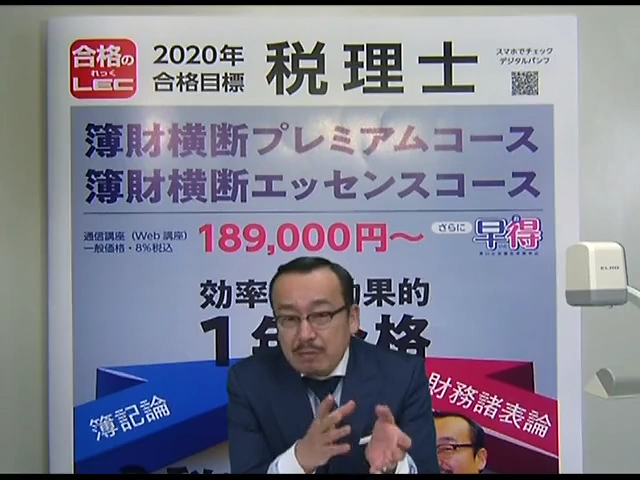 合格の
れっく
LEC
2020年
合格目標
税理士
スマホでチェック
デジタルパンフ
簿財横断プレミアムコース
簿財横断エッセンスコース
通信講座（Web講座）
一般価格・8%税込
189,000円〜
さらに
早得
効率
果的
1年
合格
簿記論
財務諸表論
ELMO